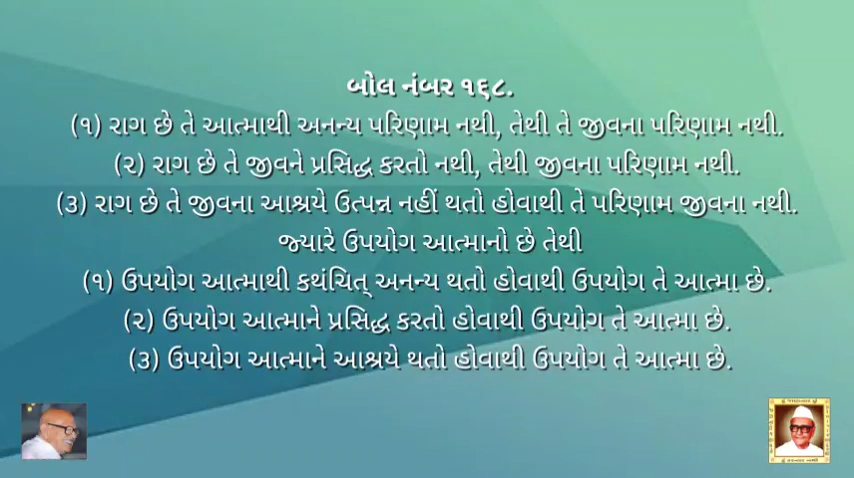 બોલ નંબર ૧૬૮.
(૧) રાગ છે તે આત્માથી અનન્ય પરિણામ નથી, તેથી તે જીવના પરિણામ નથી.
(૨) રાગ છે તે જીવને પ્રસિદ્ધ કરતો નથી, તેથી જીવના પરિણામ નથી.
(૩) રાગ છે તે જીવના આશ્રયે ઉત્પન્ન નહીં થતો હોવાથી તે પરિણામ જીવના નથી.
જ્યારે ઉપયોગ આત્માનો છે તેથી
(૧) ઉપયોગ આત્માથી કથંચિત્ અનન્ય થતો હોવાથી ઉપયોગ તે આત્મા છે.
(૨) ઉપયોગ આત્માને પ્રસિદ્ધ કરતો હોવાથી ઉપયોગ તે આત્મા છે.
(૩) ઉપયોગ આત્માને આશ્રયે થતો હોવાથી ઉપયોગ તે આત્મા છે.